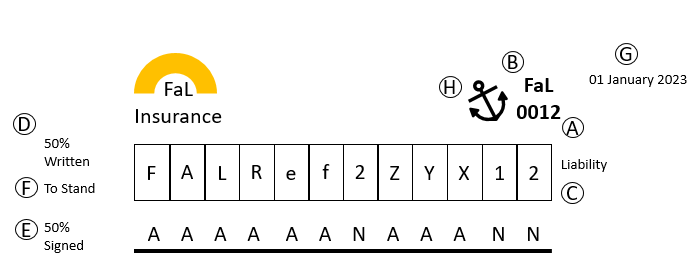 G
B
01 January 2023
FaL
H
FaL
Insurance
0012
D
A
50%
Written
F A L R e f 2 Z Y X 1 2
Liability
F To Stand
C
E 50%
Signed
A A A A A A N A A A N N